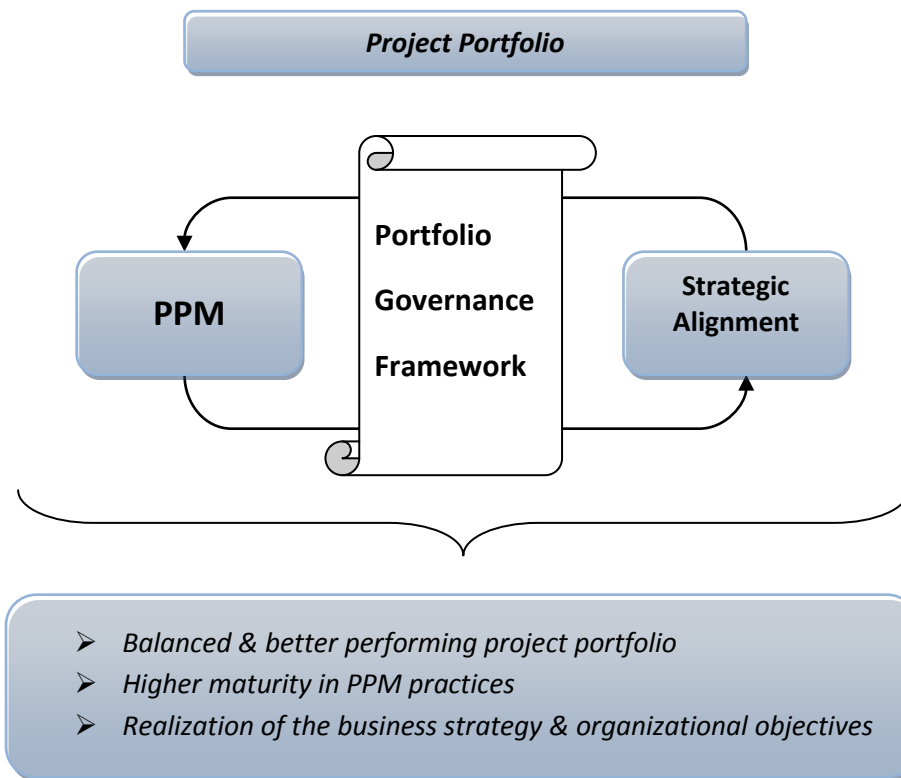 Project Portfolio
Portfolio
Governance
Framework
PPM
Strategic
Alignment
➢ Balanced & better performing project portfolio
➢ Higher maturity in PPM practices
➢ Realization of the business strategy & organizational objectives